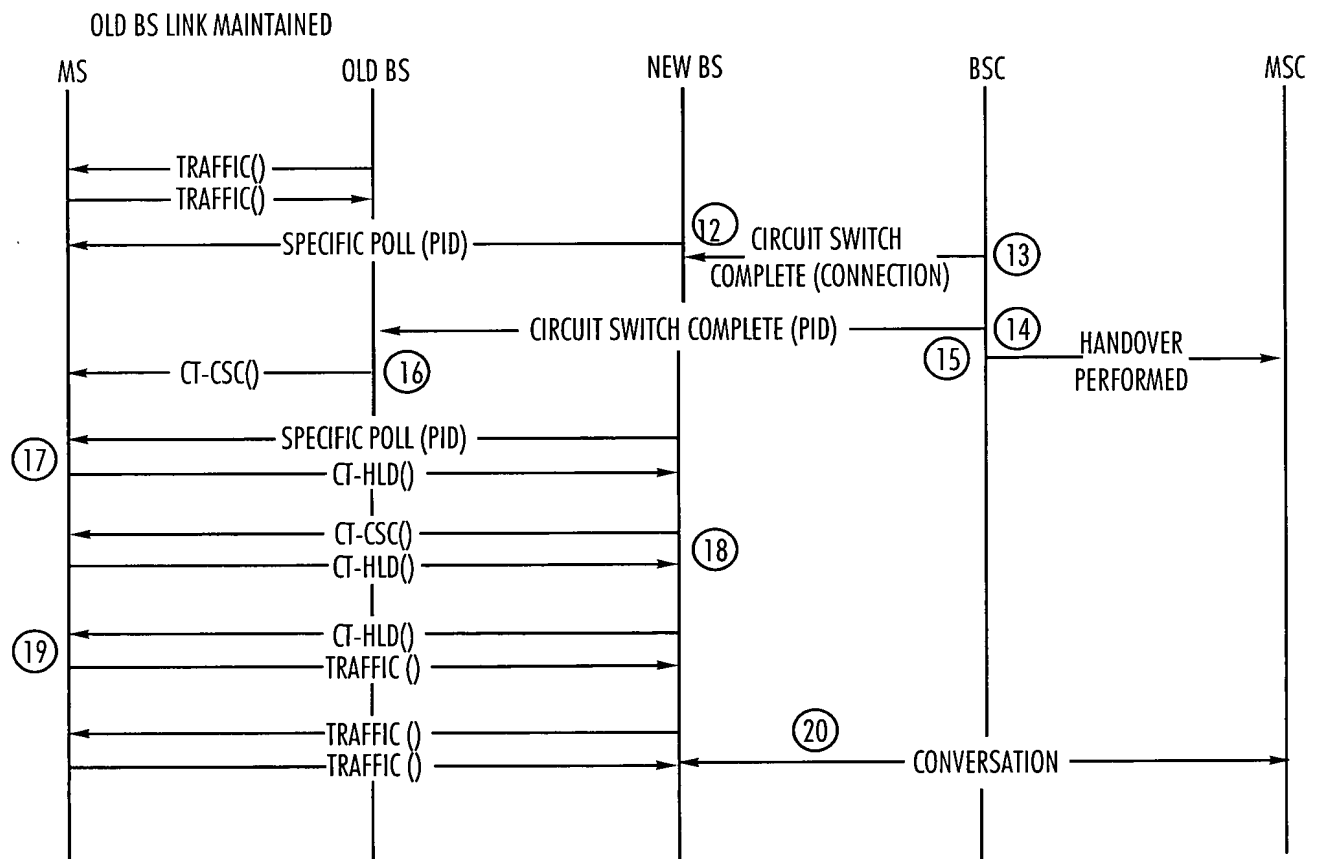 OLD BS LINK MAINTAINED
MS OLD BS NEW BS BSC MSC
TRAFFIC()
TRAFFIC()
SPECIFIC POLL (PID)
12
CIRCUIT SWITCH
COMPLETE (CONNECTION)
13
CIRCUIT SWITCH COMPLETE (PID)
14
15
HANDOVER
PERFORMED
CT-CSC()
16
SPECIFIC POLL (PID)
17
CT-HLD()
CT-CSC()
18
CT-HLD()
CT-HLD()
19
TRAFFIC ()
TRAFFIC ()
20
CONVERSATION
TRAFFIC ()